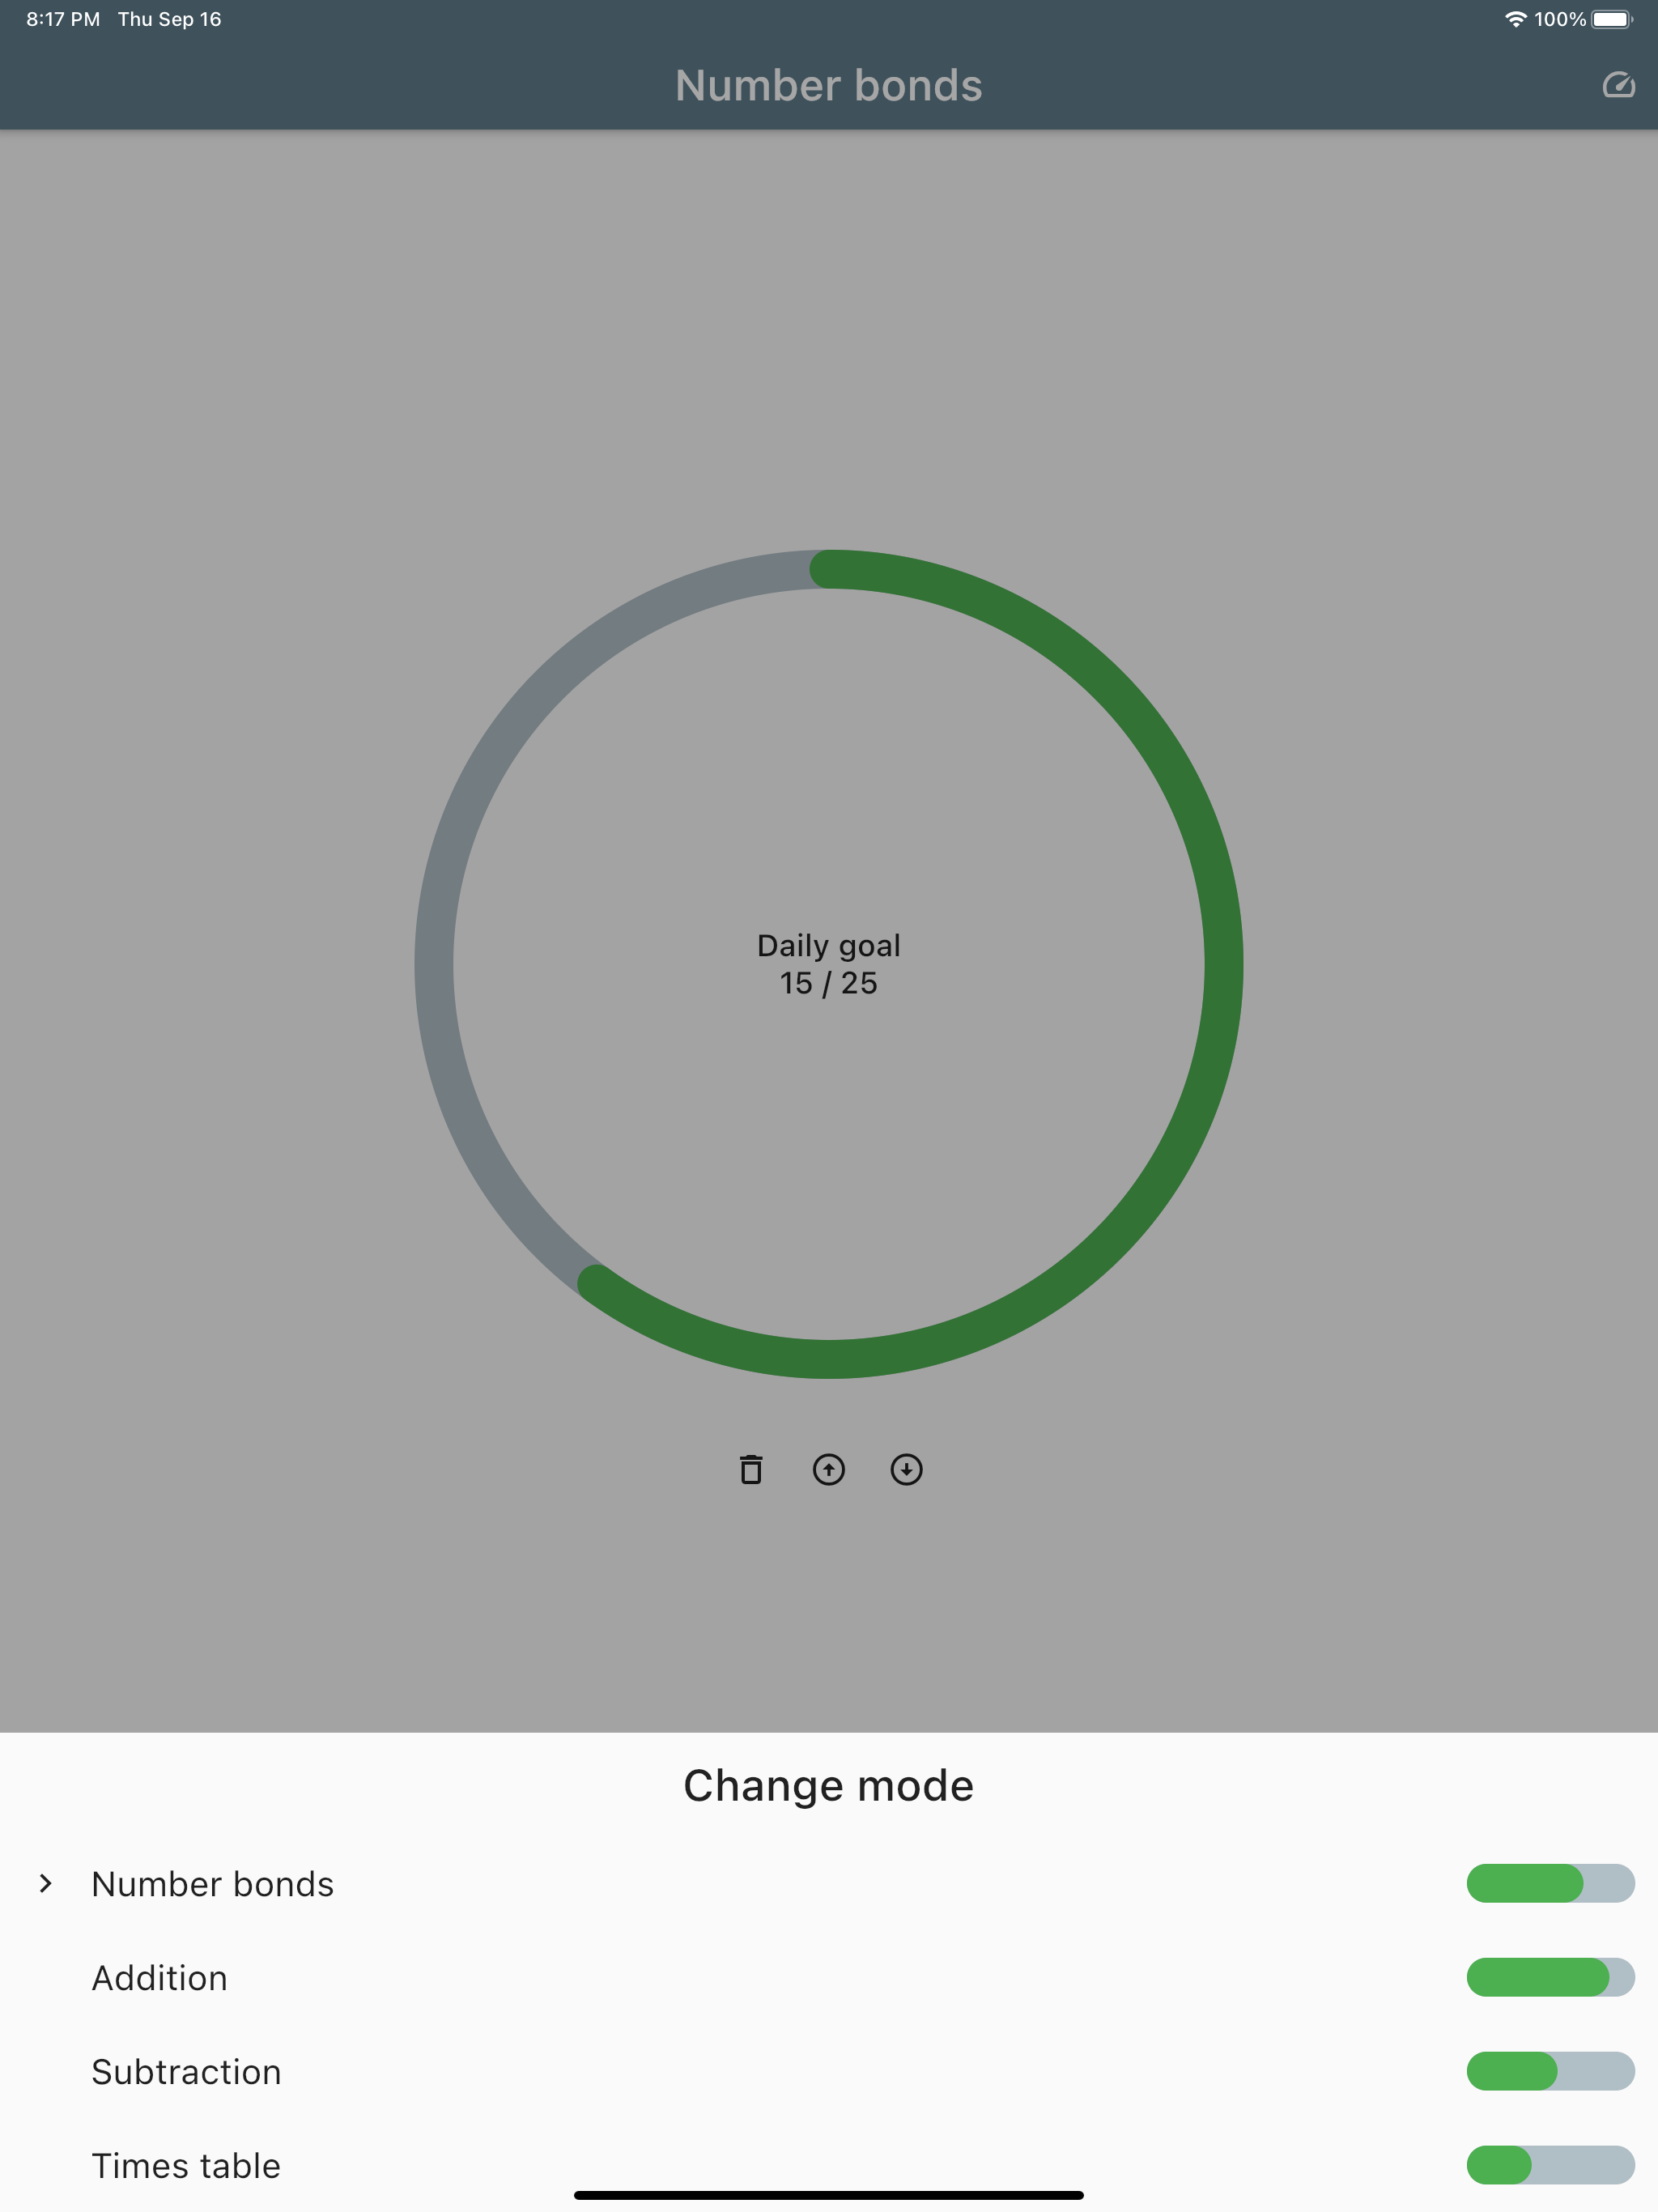 8:17 PM Thu Sep 16 100%
Number bonds
Daily goal
15 / 25
Change mode
Number bonds
Addition
Subtraction
Times table